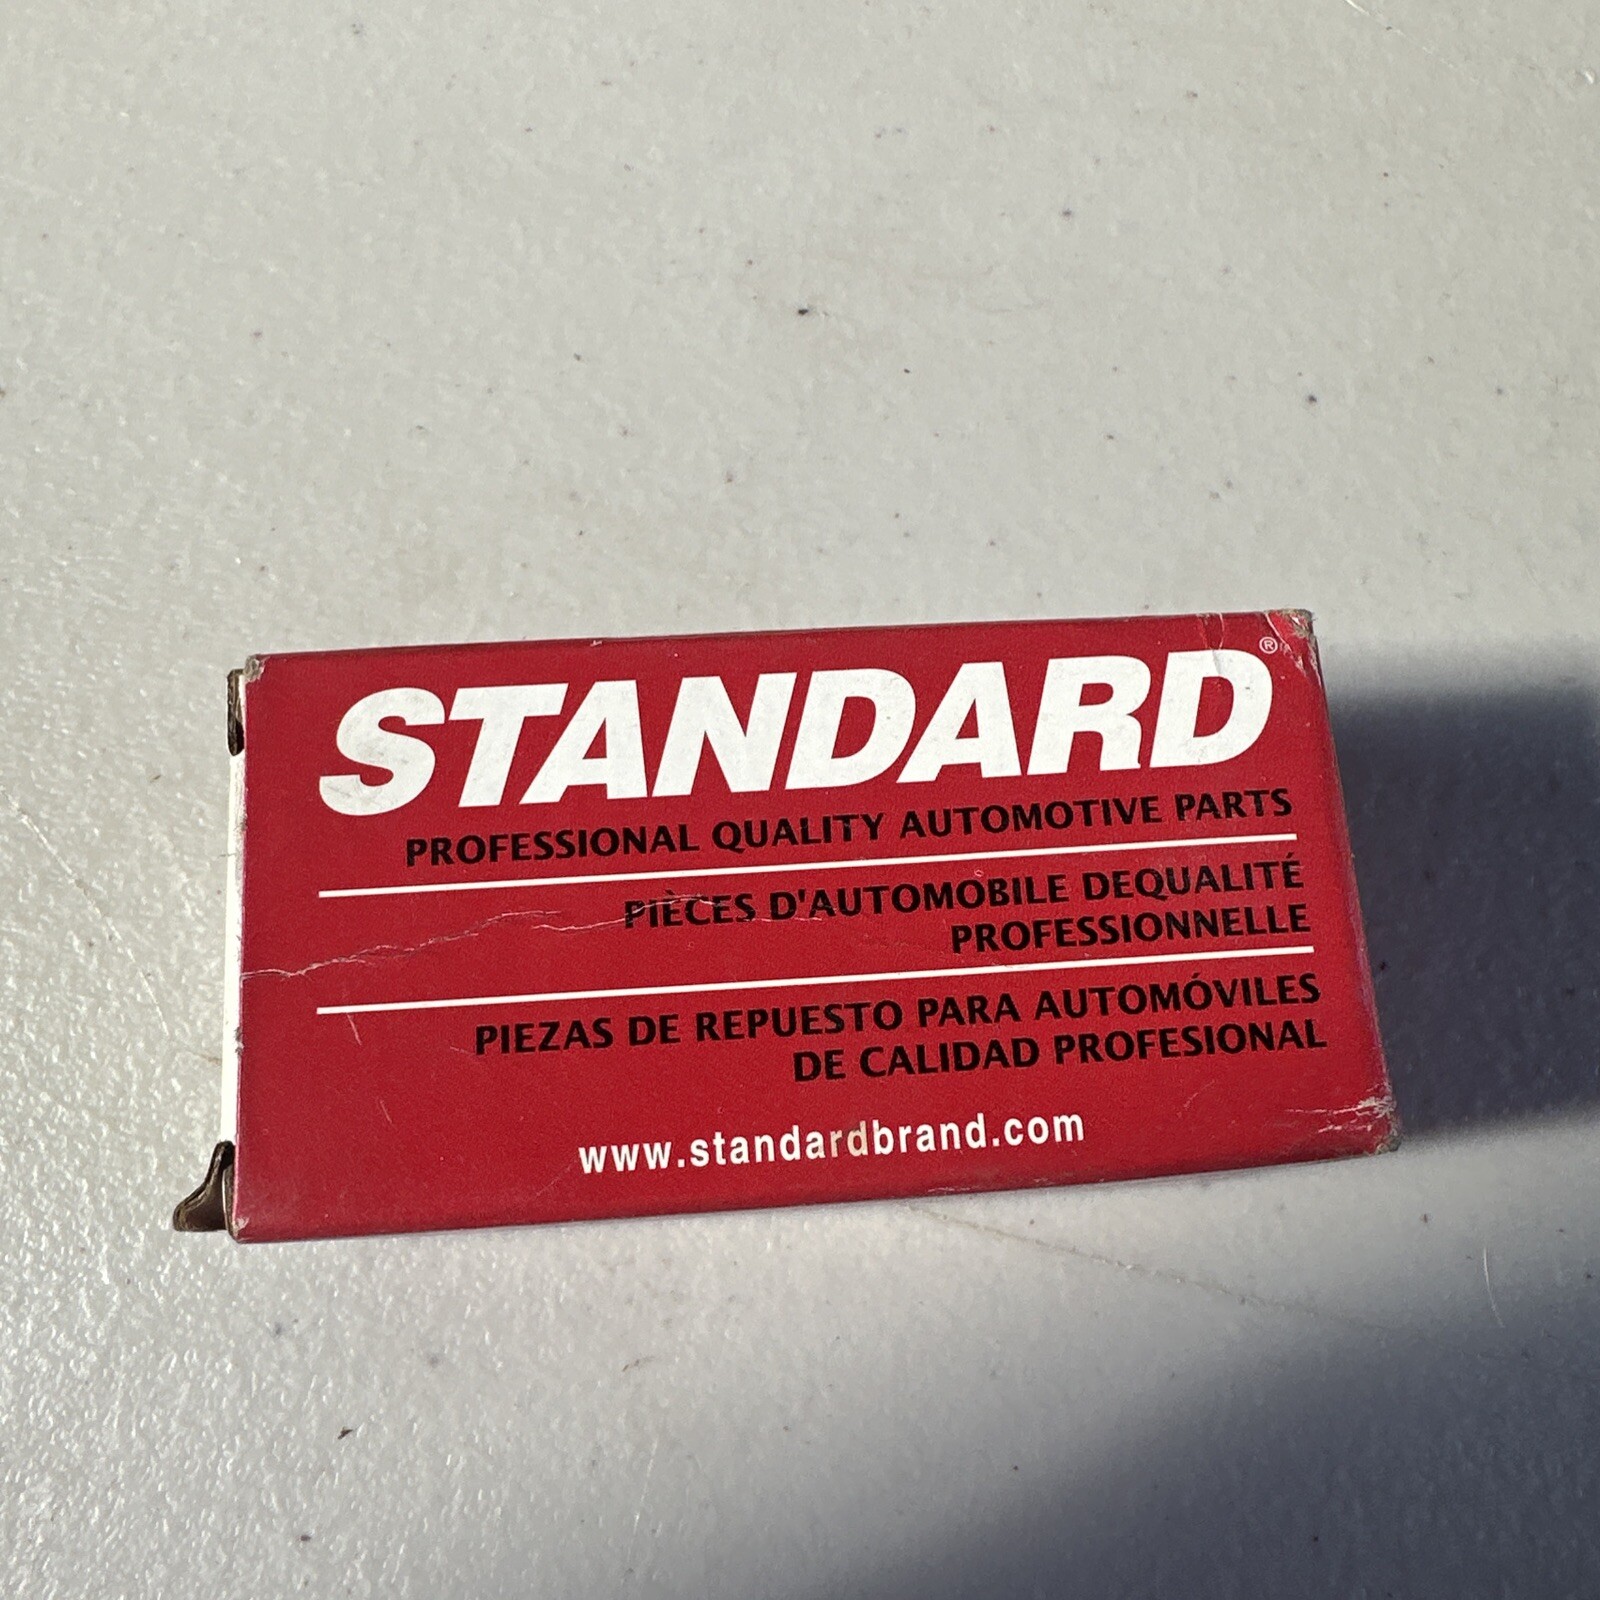 STANDARD®
PROFESSIONAL QUALITY AUTOMOTIVE PARTS
PIÈCES D'AUTOMOBILE DEQUALITÉ
PROFESSIONNELLE
PIEZAS DE REPUESTO PARA AUTOMÓVILES
DE CALIDAD PROFESIONAL
www.standardbrand.com